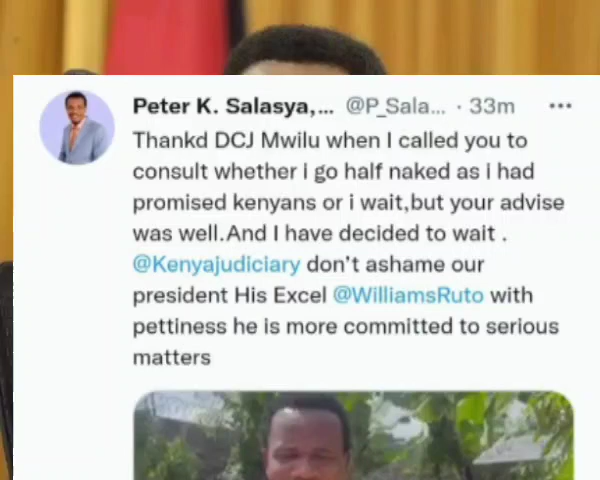 Peter K. Salasya,... @P_Sala... · 33m
Thankd DCJ Mwilu when I called you to
consult whether i go half naked as i had
promised kenyans or i wait,but your advise
was well.And I have decided to wait .
@Kenyajudiciary don't ashame our
president His Excel @WilliamsRuto with
pettiness he is more committed to serious
matters